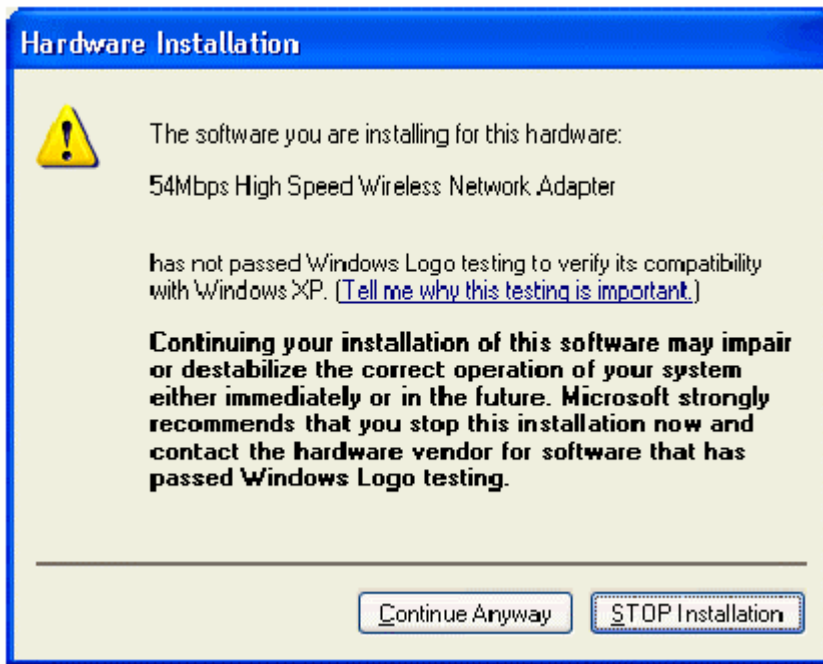 Hardware Installation
The software you are installing for this hardware:
54Mbps High Speed Wireless Network Adapter
has not passed Windows Logo testing to verify its compatibility
with Windows XP. (Tell me why this testing is important.)
Continuing your installation of this software may impair
or destabilize the correct operation of your system
either immediately or in the future. Microsoft strongly
recommends that you stop this installation now and
contact the hardware vendor for software that has
passed Windows Logo testing.
Continue Anyway
STOP Installation